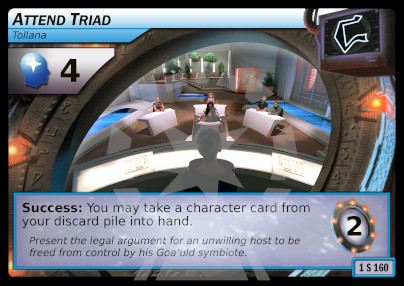 ATTEND TRIAD
Tollana
4
Success: You may take a character card from
your discard pile into hand.
2
Present the legal argument for an unwilling host to be
freed from control by his Goa'uld symbiote.
1 S 160